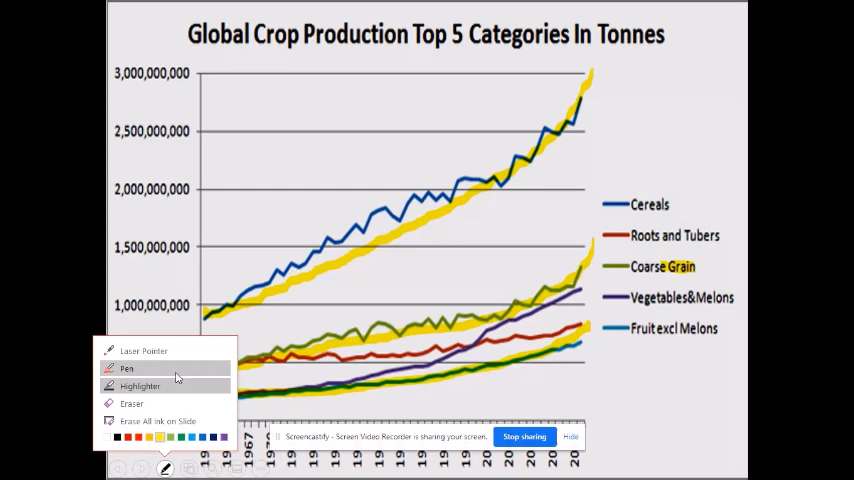 Global Crop Production Top 5 Categories In Tonnes
3,000,000,000
2,500,000,000
2,000,000,000
1,500,000,000
1,000,000,000
Cereals
Roots and Tubers
Coarse Grain
Vegetables&Melons
Fruit excl Melons
Laser Pointer
Pen
Highlighter
Eraser
Erase All Ink on Slide
Screencastify - Screen Video Recorder is sharing your screen.
Stop sharing
Hide
1967